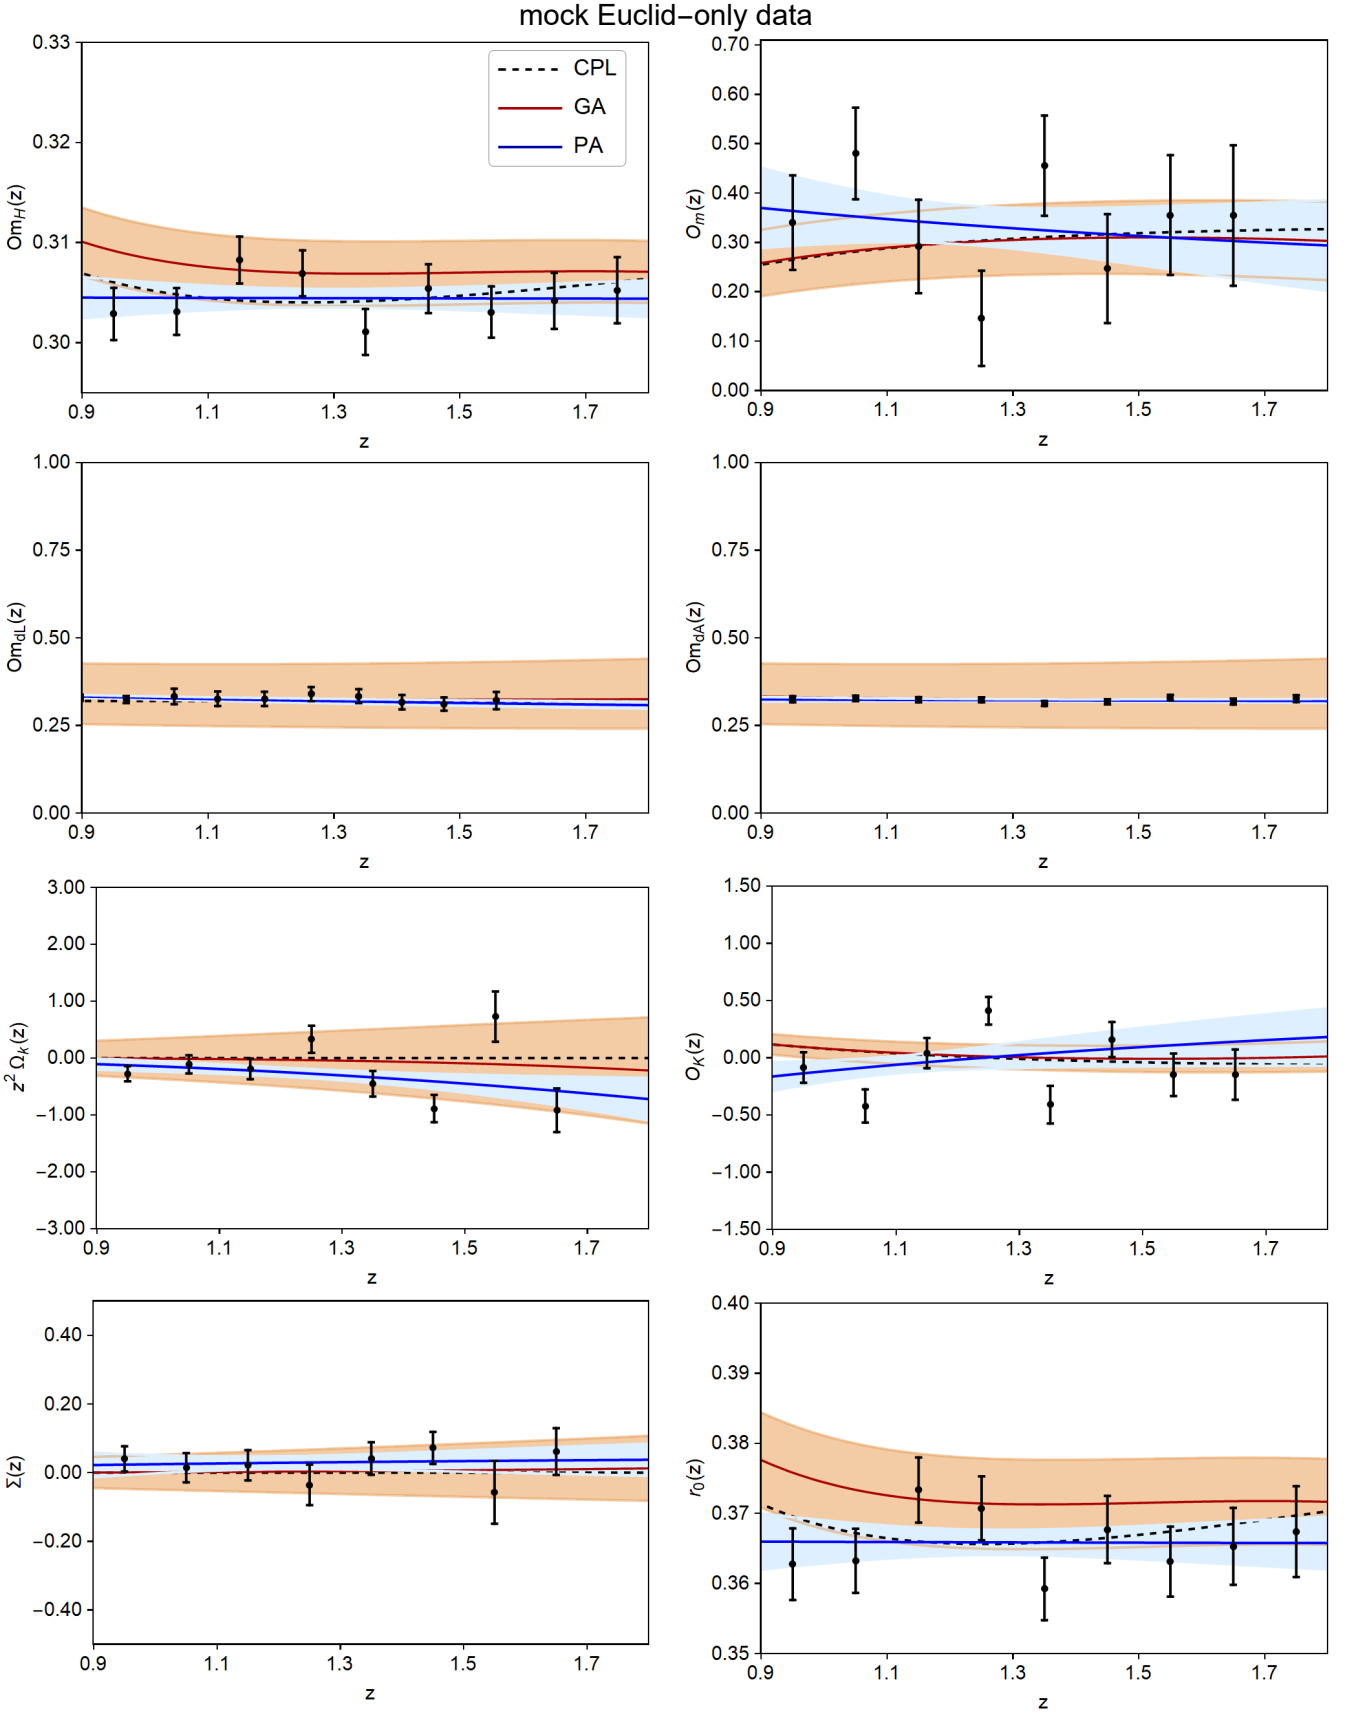 mock Euclid−only data
0.33
0.32
0.31
0.30
Om_H(z)
CPL
GA
PA
0.9 1.1 1.3 1.5 1.7
z
0.70
0.60
0.50
0.40
0.30
0.20
0.10
0.00
O_m(z)
0.9 1.1 1.3 1.5 1.7
z
1.00
0.75
0.50
0.25
0.00
Om_dL(z)
0.9 1.1 1.3 1.5 1.7
z
1.00
0.75
0.50
0.25
0.00
Om_dA(z)
0.9 1.1 1.3 1.5 1.7
z
3.00
2.00
1.00
0.00
−1.00
−2.00
−3.00
z² Ω_k(z)
0.9 1.1 1.3 1.5 1.7
z
1.50
1.00
0.50
0.00
−0.50
−1.00
−1.50
O_K(z)
0.9 1.1 1.3 1.5 1.7
z
0.40
0.20
0.00
−0.20
−0.40
Σ(z)
0.9 1.1 1.3 1.5 1.7
z
0.40
0.39
0.38
0.37
0.36
0.35
r₀(z)
0.9 1.1 1.3 1.5 1.7
z